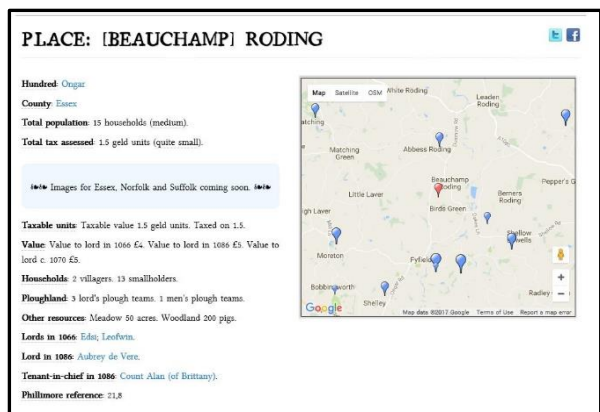 PLACE: [BEAUCHAMP] RODING
Hundred: Ongar
County: Essex
Total population: 15 households (medium).
Total tax assessed: 1.5 geld units (quite small).
Images for Essex, Norfolk and Suffolk coming soon.
Taxable units: Taxable value 1.5 geld units. Taxed on 1.5.
Value: Value to lord in 1066 £4. Value to lord in 1086 £5. Value to
lord c. 1070 £5.
Households: 2 villagers. 13 smallholders.
Ploughland: 3 lord's plough teams. 1 men's plough teams.
Other resources: Meadow 50 acres. Woodland 200 pigs.
Lords in 1066: Edsi; Leofwin.
Lord in 1086: Aubrey de Vere.
Tenant-in-chief in 1086: Count Alan (of Brittany).
Phillimore reference: 21,8
Map Satellite OSM
White Roding
Leaden
Roding
atching
Matching
Green
Abbess Roding
Beauchamp
Roding
Pepper's G
Little Laver
Berners
Roding
Birds Green
igh Laver
Moreton
Fyfield
Shallow
owells
Bobbingworth
Shelley
Radley
+
−
Google
Map data ©2017 Google Terms of Use Report a map error